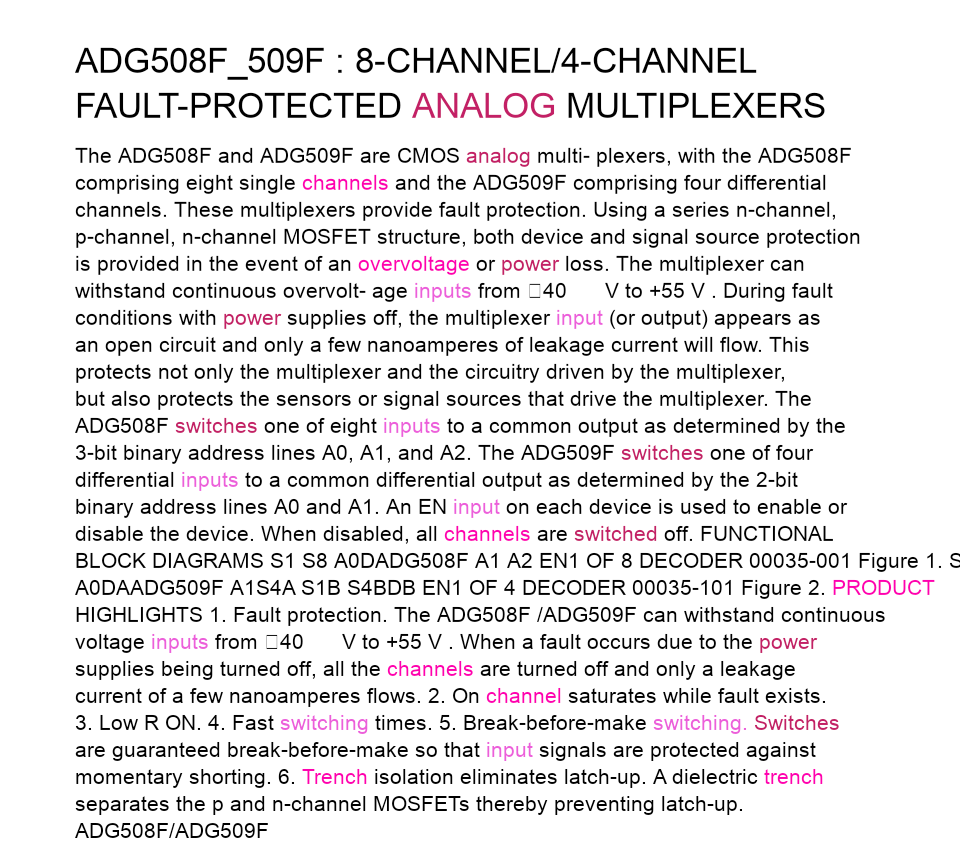 ADG508F_509F : 8-CHANNEL/4-CHANNEL
FAULT-PROTECTED ANALOG MULTIPLEXERS
The ADG508F and ADG509F are CMOS analog multi- plexers, with the ADG508F
comprising eight single channels and the ADG509F comprising four differential
channels. These multiplexers provide fault protection. Using a series n-channel,
p-channel, n-channel MOSFET structure, both device and signal source protection
is provided in the event of an overvoltage or power loss. The multiplexer can
withstand continuous overvolt- age inputs from □40 V to +55 V . During fault
conditions with power supplies off, the multiplexer input (or output) appears as
an open circuit and only a few nanoamperes of leakage current will flow. This
protects not only the multiplexer and the circuitry driven by the multiplexer,
but also protects the sensors or signal sources that drive the multiplexer. The
ADG508F switches one of eight inputs to a common output as determined by the
3-bit binary address lines A0, A1, and A2. The ADG509F switches one of four
differential inputs to a common differential output as determined by the 2-bit
binary address lines A0 and A1. An EN input on each device is used to enable or
disable the device. When disabled, all channels are switched off. FUNCTIONAL
BLOCK DIAGRAMS S1 S8 A0DADG508F A1 A2 EN1 OF 8 DECODER 00035-001 Figure 1. S
A0DAADG509F A1S4A S1B S4BDB EN1 OF 4 DECODER 00035-101 Figure 2. PRODUCT
HIGHLIGHTS 1. Fault protection. The ADG508F /ADG509F can withstand continuous
voltage inputs from □40 V to +55 V . When a fault occurs due to the power
supplies being turned off, all the channels are turned off and only a leakage
current of a few nanoamperes flows. 2. On channel saturates while fault exists.
3. Low R ON. 4. Fast switching times. 5. Break-before-make switching. Switches
are guaranteed break-before-make so that input signals are protected against
momentary shorting. 6. Trench isolation eliminates latch-up. A dielectric trench
separates the p and n-channel MOSFETs thereby preventing latch-up.
ADG508F/ADG509F